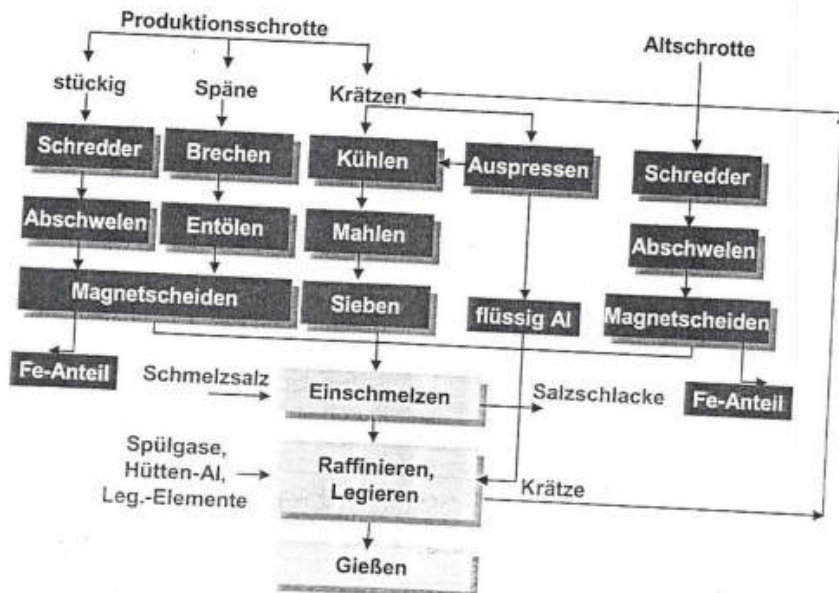 Produktionsschrotte
Altschrotte
stückig
Späne
Krätzen
Schredder
Brechen
Kühlen
Auspressen
Schredder
Abschwelen
Entölen
Mahlen
Abschwelen
Magnetscheiden
Sieben
flüssig Al
Magnetscheiden
Fe-Anteil
Schmelzsalz
Einschmelzen
Salzschlacke
Fe-Anteil
Spülgase,
Hütten-Al,
Leg.-Elemente
Raffinieren,
Legieren
Krätze
Gießen